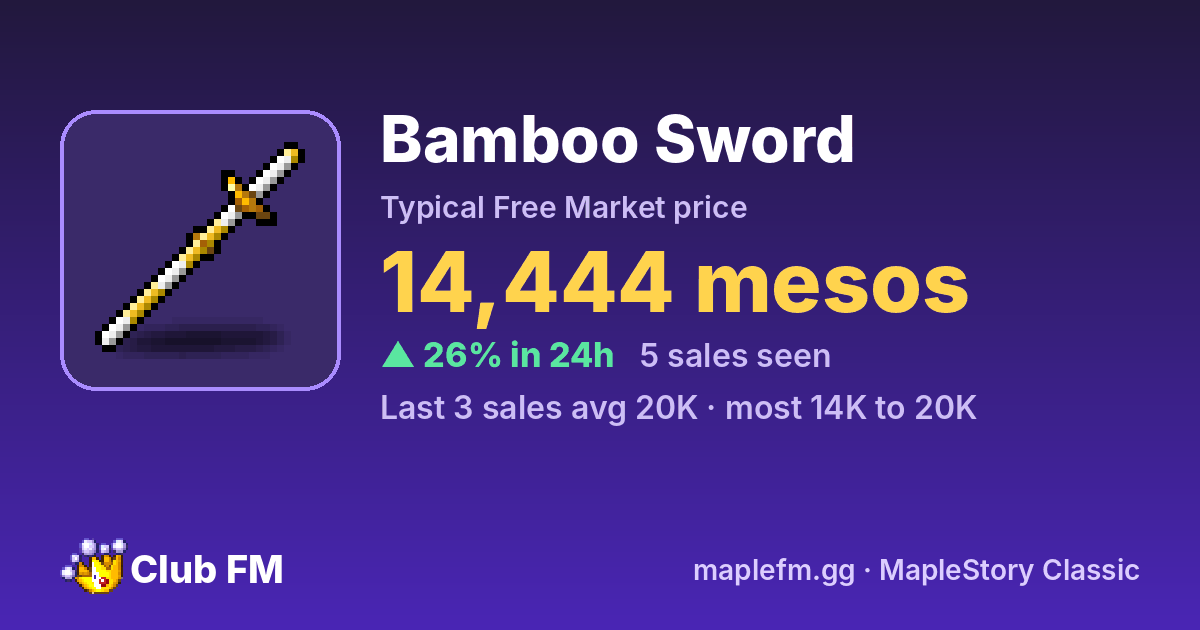 Bamboo Sword
Typical Free Market price
14,444 mesos
▲ 26% in 24h 5 sales seen
Last 3 sales avg 20K · most 14K to 20K
Club FM
maplefm.gg · MapleStory Classic